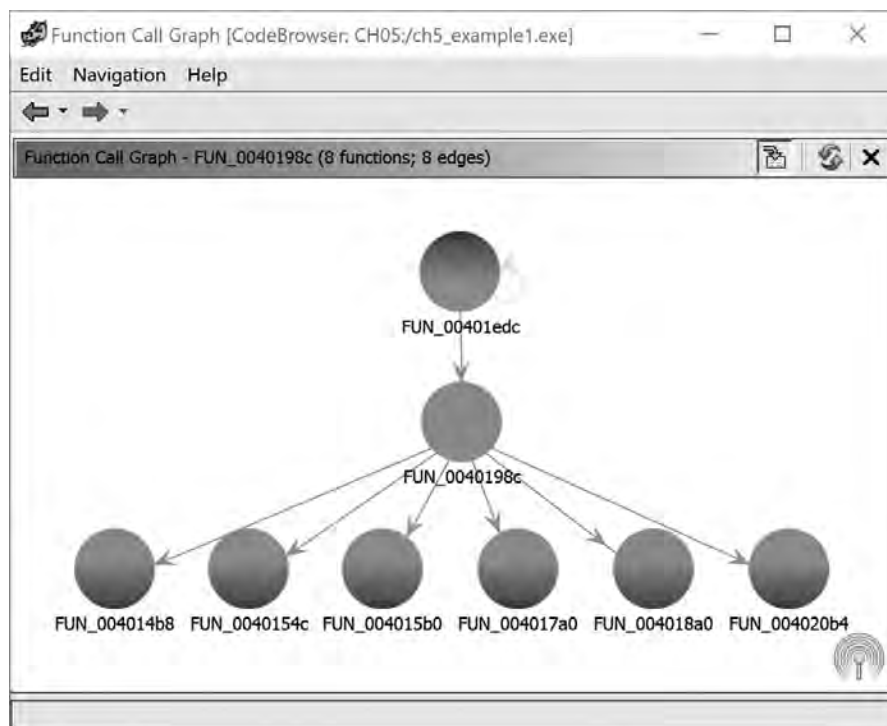 Function Call Graph [CodeBrowser: CH05:/ch5_example1.exe]
Edit Navigation Help
Function Call Graph - FUN_0040198c (8 functions; 8 edges)
FUN_00401edc
FUN_0040198c
FUN_004014b8 FUN_0040154c FUN_004015b0 FUN_004017a0 FUN_004018a0 FUN_004020b4